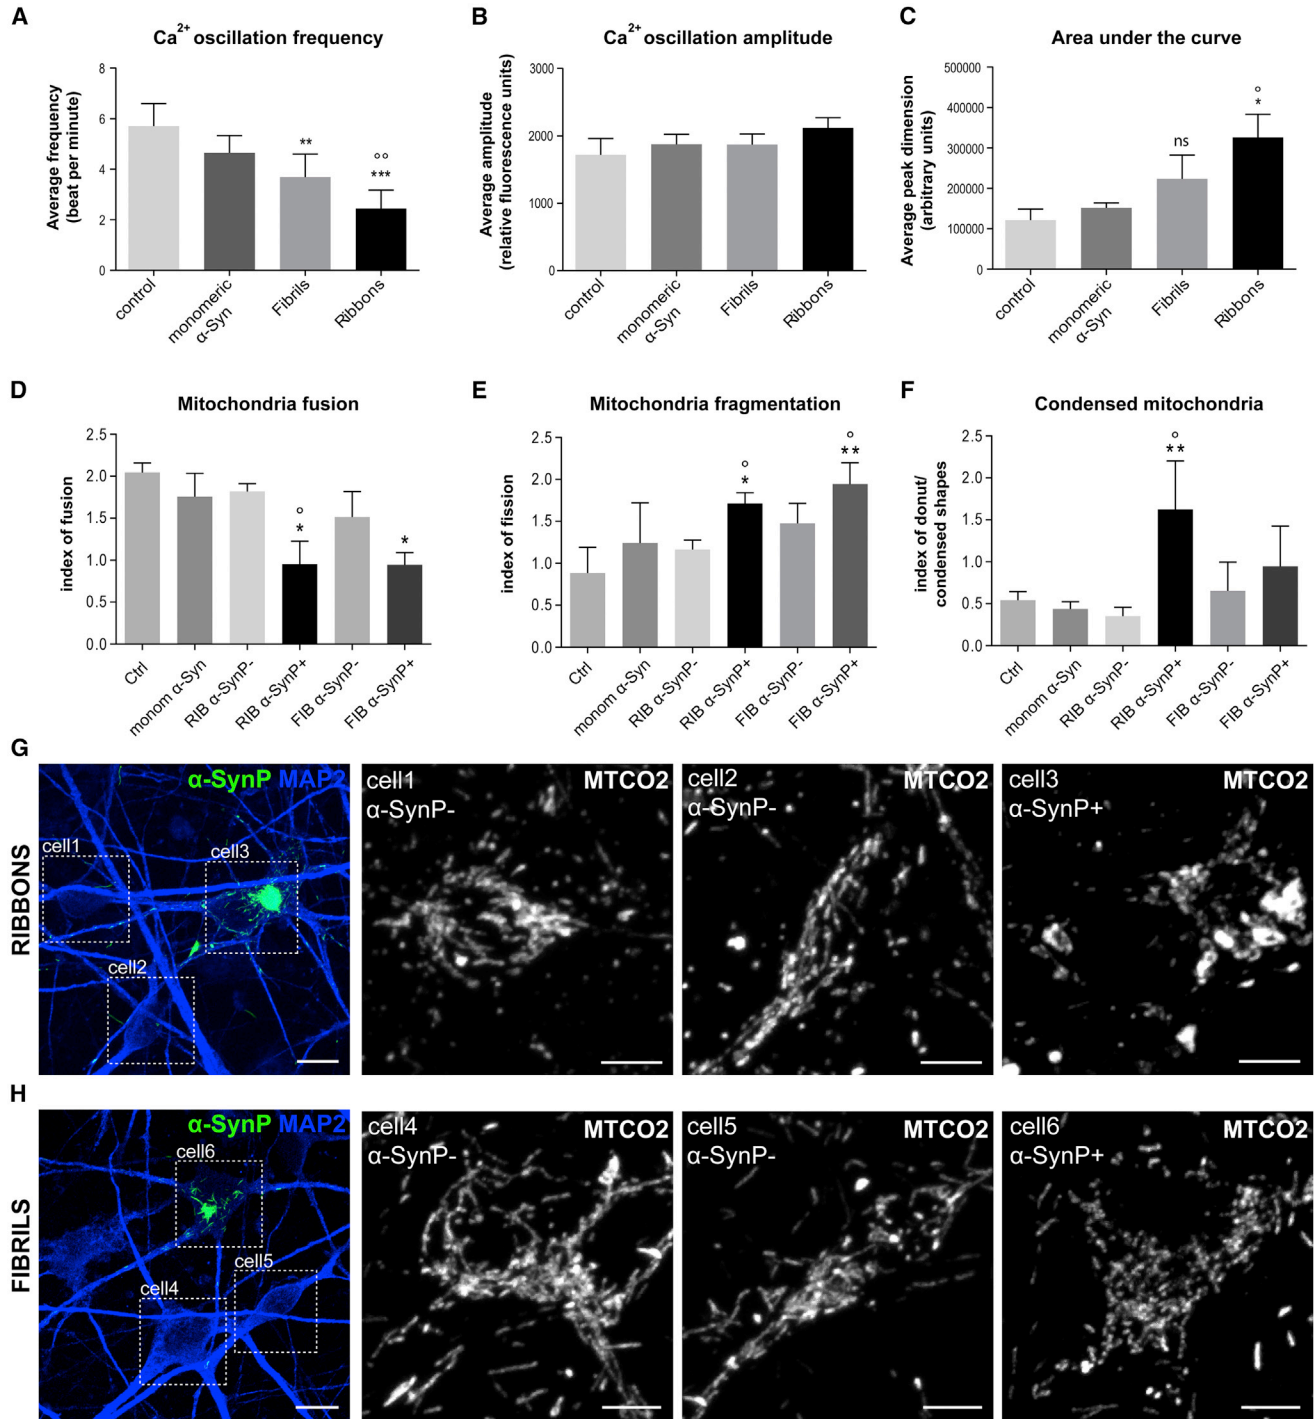 A
Ca2+ oscillation frequency
Average frequency
(beat per minute)
8
6
4
2
0
**
°°
***
control
monomeric
α-Syn
Fibrils
Ribbons
B
Ca2+ oscillation amplitude
Average amplitude
(relative fluorescence units)
3000
2000
1000
0
control
monomeric
α-Syn
Fibrils
Ribbons
C
Area under the curve
Average peak dimension
(arbitrary units)
500000
400000
300000
200000
100000
0
ns
°
*
control
monomeric
α-Syn
Fibrils
Ribbons
D
Mitochondria fusion
index of fusion
2.5
2.0
1.5
1.0
0.5
0.0
°
*
*
Ctrl
monom α-Syn
RIB α-SynP-
RIB α-SynP+
FIB α-SynP-
FIB α-SynP+
E
Mitochondria fragmentation
index of fission
2.5
2.0
1.5
1.0
0.5
0.0
°
*
°
**
Ctrl
monom α-Syn
RIB α-SynP-
RIB α-SynP+
FIB α-SynP-
FIB α-SynP+
F
Condensed mitochondria
index of donut/
condensed shapes
2.5
2.0
1.5
1.0
0.5
0.0
°
**
Ctrl
monom α-Syn
RIB α-SynP-
RIB α-SynP+
FIB α-SynP-
FIB α-SynP+
G
RIBBONS
α-SynP MAP2
cell1
cell3
cell2
cell1 MTCO2
α-SynP-
cell2 MTCO2
α-SynP-
cell3 MTCO2
α-SynP+
H
FIBRILS
α-SynP MAP2
cell6
cell5
cell4
cell4 MTCO2
α-SynP-
cell5 MTCO2
α-SynP-
cell6 MTCO2
α-SynP+